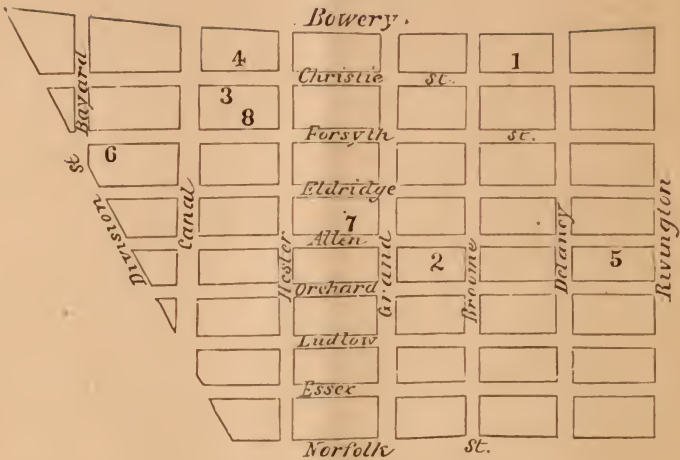 Bowery.
4
1
Christie St.
Bayard St
3
8
Forsyth St.
6
Eldridge
Canal
Division
7
Allen
Hester
Grand
2
Broome
Delancy
5
Rivington
Orchard
Ludlow
Essex
Norfolk St.